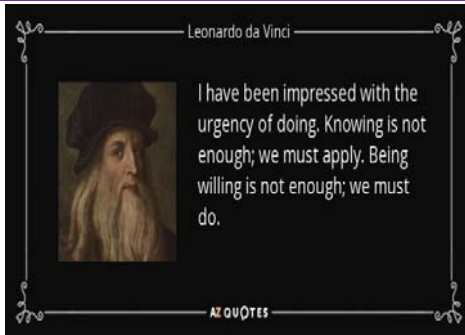 Leonardo da Vinci
I have been impressed with the
urgency of doing. Knowing is not
enough; we must apply. Being
willing is not enough; we must
do.
AZ QUOTES